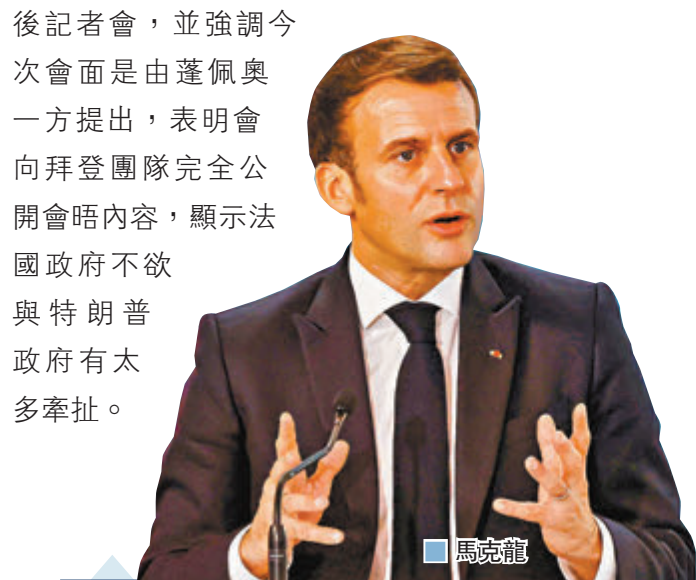 後記者會，並強調今
次會面是由蓬佩奧
一方提出，表明會
向拜登團隊完全公
開會晤內容，顯示法
國政府不欲
與特朗普
政府有太
多牽扯。
馬克龍